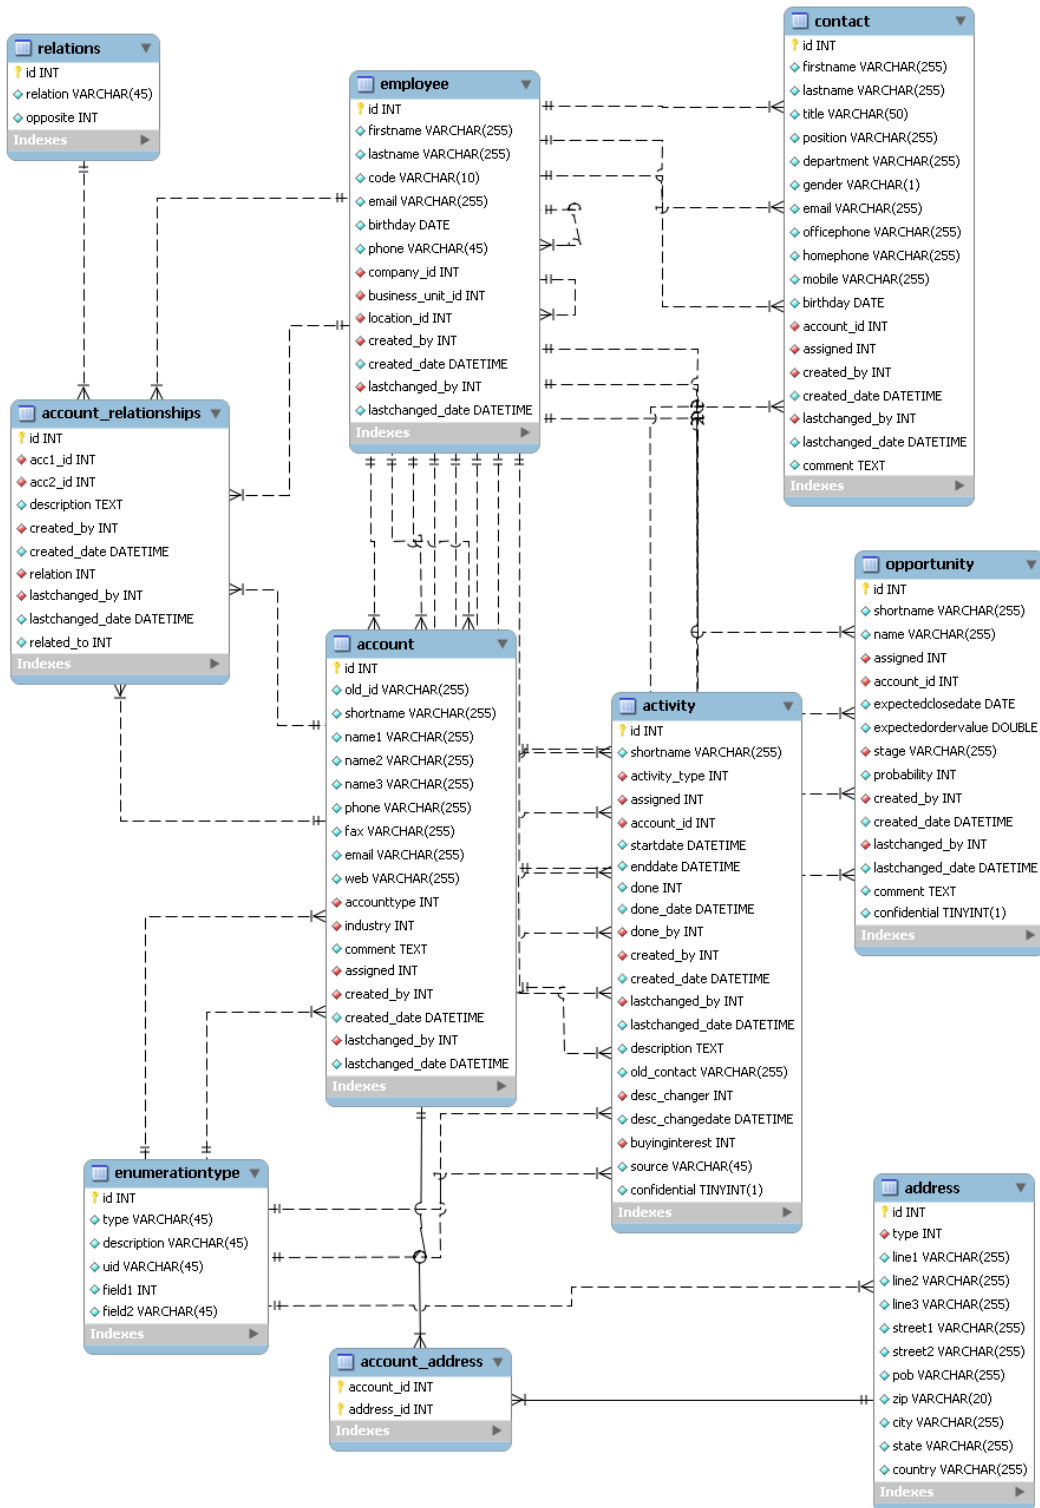 relations
id INT
relation VARCHAR(45)
opposite INT
Indexes
employee
id INT
firstname VARCHAR(255)
lastname VARCHAR(255)
code VARCHAR(10)
email VARCHAR(255)
birthday DATE
phone VARCHAR(45)
company_id INT
business_unit_id INT
location_id INT
created_by INT
created_date DATETIME
lastchanged_by INT
lastchanged_date DATETIME
Indexes
contact
id INT
firstname VARCHAR(255)
lastname VARCHAR(255)
title VARCHAR(50)
position VARCHAR(255)
department VARCHAR(255)
gender VARCHAR(1)
email VARCHAR(255)
officephone VARCHAR(255)
homephone VARCHAR(255)
mobile VARCHAR(255)
birthday DATE
account_id INT
assigned INT
created_by INT
created_date DATETIME
lastchanged_by INT
lastchanged_date DATETIME
comment TEXT
Indexes
account_relationships
id INT
acc1_id INT
acc2_id INT
description TEXT
created_by INT
created_date DATETIME
relation INT
lastchanged_by INT
lastchanged_date DATETIME
related_to INT
Indexes
opportunity
id INT
shortname VARCHAR(255)
name VARCHAR(255)
assigned INT
account_id INT
expectedclosedate DATE
expectedordervalue DOUBLE
stage VARCHAR(255)
probability INT
created_by INT
created_date DATETIME
lastchanged_by INT
lastchanged_date DATETIME
comment TEXT
confidential TINYINT(1)
Indexes
account
id INT
old_id VARCHAR(255)
shortname VARCHAR(255)
name1 VARCHAR(255)
name2 VARCHAR(255)
name3 VARCHAR(255)
phone VARCHAR(255)
fax VARCHAR(255)
email VARCHAR(255)
web VARCHAR(255)
accounttype INT
industry INT
comment TEXT
assigned INT
created_by INT
created_date DATETIME
lastchanged_by INT
lastchanged_date DATETIME
Indexes
activity
id INT
shortname VARCHAR(255)
activity_type INT
assigned INT
account_id INT
startdate DATETIME
enddate DATETIME
done INT
done_date DATETIME
done_by INT
created_by INT
created_date DATETIME
lastchanged_by INT
lastchanged_date DATETIME
description TEXT
old_contact VARCHAR(255)
desc_changer INT
desc_changedate DATETIME
buyinginterest INT
source VARCHAR(45)
confidential TINYINT(1)
Indexes
enumerationtype
id INT
type VARCHAR(45)
description VARCHAR(45)
uid VARCHAR(45)
field1 INT
field2 VARCHAR(45)
Indexes
address
id INT
type INT
line1 VARCHAR(255)
line2 VARCHAR(255)
line3 VARCHAR(255)
street1 VARCHAR(255)
street2 VARCHAR(255)
pob VARCHAR(255)
zip VARCHAR(20)
city VARCHAR(255)
state VARCHAR(255)
country VARCHAR(255)
Indexes
account_address
account_id INT
address_id INT
Indexes